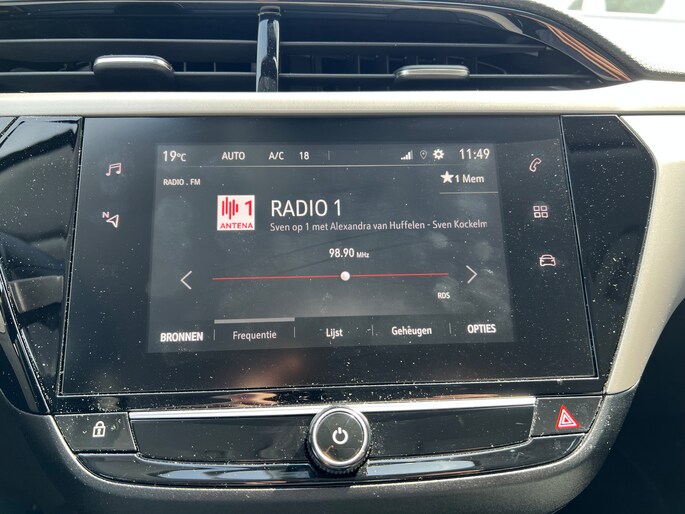 19°C AUTO A/C 18 11:49
RADIO . FM
★1 Mem
1
ANTENA
RADIO 1
Sven op 1 met Alexandra van Huffelen - Sven Kockelm
98.90 MHz
N
RDS
BRONNEN Frequentie Lijst Geheugen OPTIES